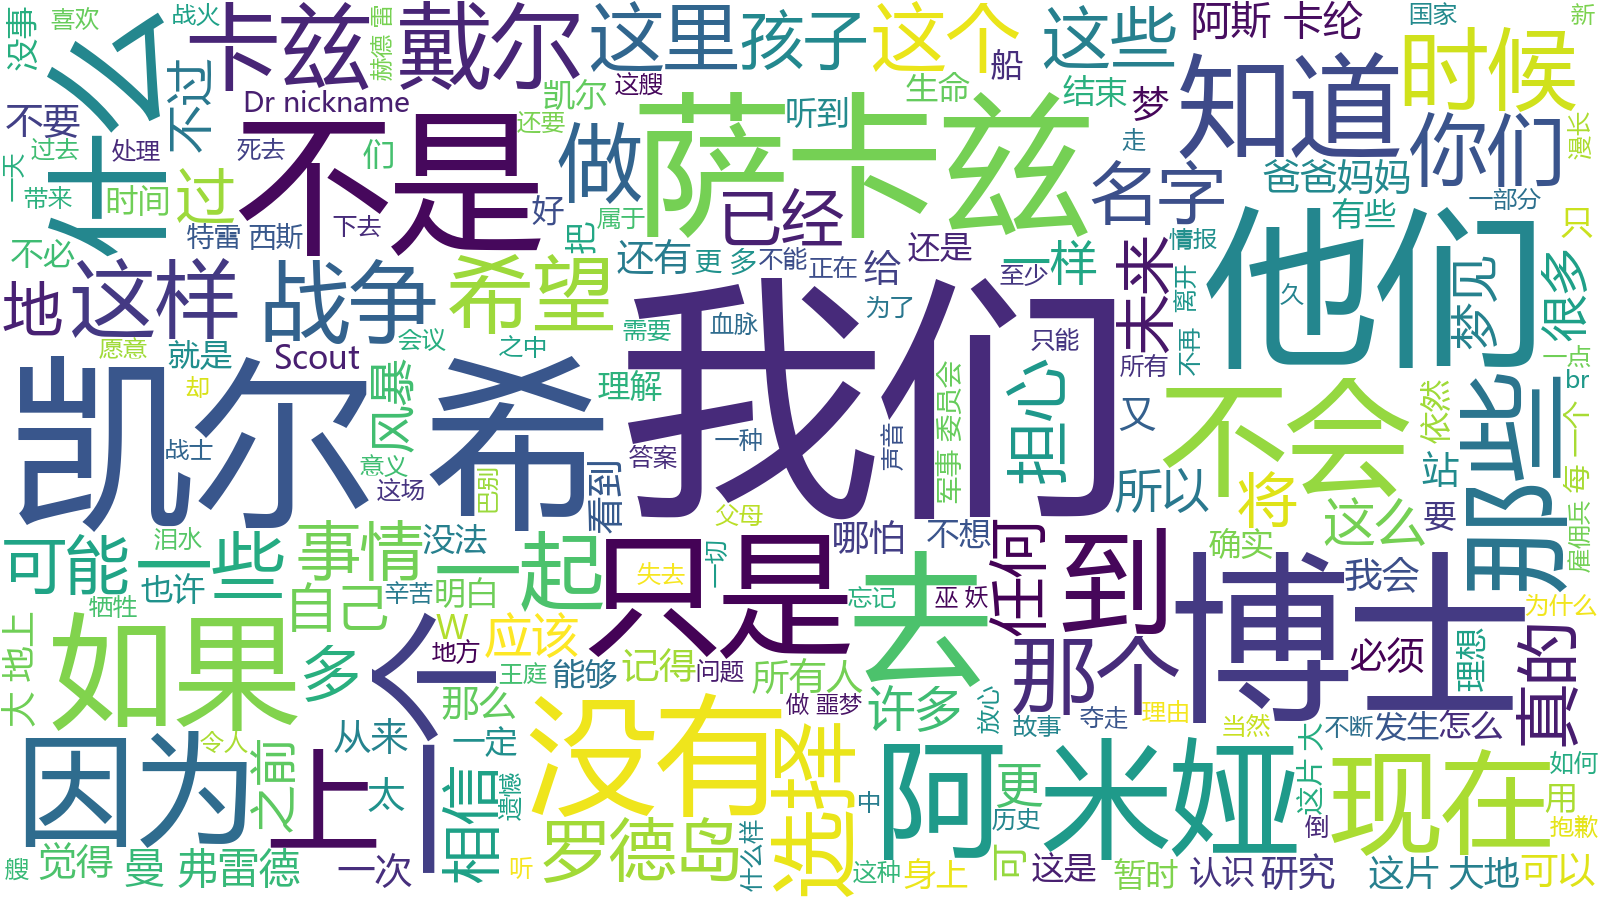 没事
喜欢
战火
什么
卡兹戴尔
赫德雷
这里
孩子
这个
这些
阿斯卡纶
国家
新
时候
不过
Dr nickname
凯尔
这艘
船
生命
结束
梦
知道
不要
不是
还要
做
萨卡兹
听到
走
你们
漫长
过去
处理
死去
们
一天
带来
时间
过
好
属于
已经
名字
爸爸妈妈
一部分
有些
只
不必
特雷西斯
下去
把
还有
更多
不能
正在
给
还是
至少
一样
未来
情报
他们
梦见
很多
地
这样
战争
希望
我们
离开
久
愿意
就是
Scout
会议
之中
需要
血脉
为了
只能
所有
不再
一点
br
却
凯尔希
风暴
理解
委员会
军事
担心
又
不会
依然
那些
一个
每
战士
意义
这场
巴别
看到
答案
一种
声音
所以
将
站
这么
要
父母
可能
一些
泪水
事情
没法
一起
只是
一切
失去
哪怕
不想
任何
到
确实
雇佣兵
也许
自己
辛苦
明白
忘记
巫妖
去
博士
我会
为什么
牺牲
地上
大
如果
多
人
W
地方
应该
王庭
能够
记得
问题
所有人
那个
必须
理想
真的
那么
做噩梦
许多
放心
故事
夺走
理由
当然
不断
发生
怎么
因为
令人
之前
上
从来
太
一定
相信
遗憾
没有
选择
中
阿米娅
更
历史
大
这片
现在
如何
用
倒
抱歉
艘
觉得
曼弗雷德
一次
听
罗德岛
什么样
这种
身上
问
这是
暂时
认识
研究
这片大地
可以